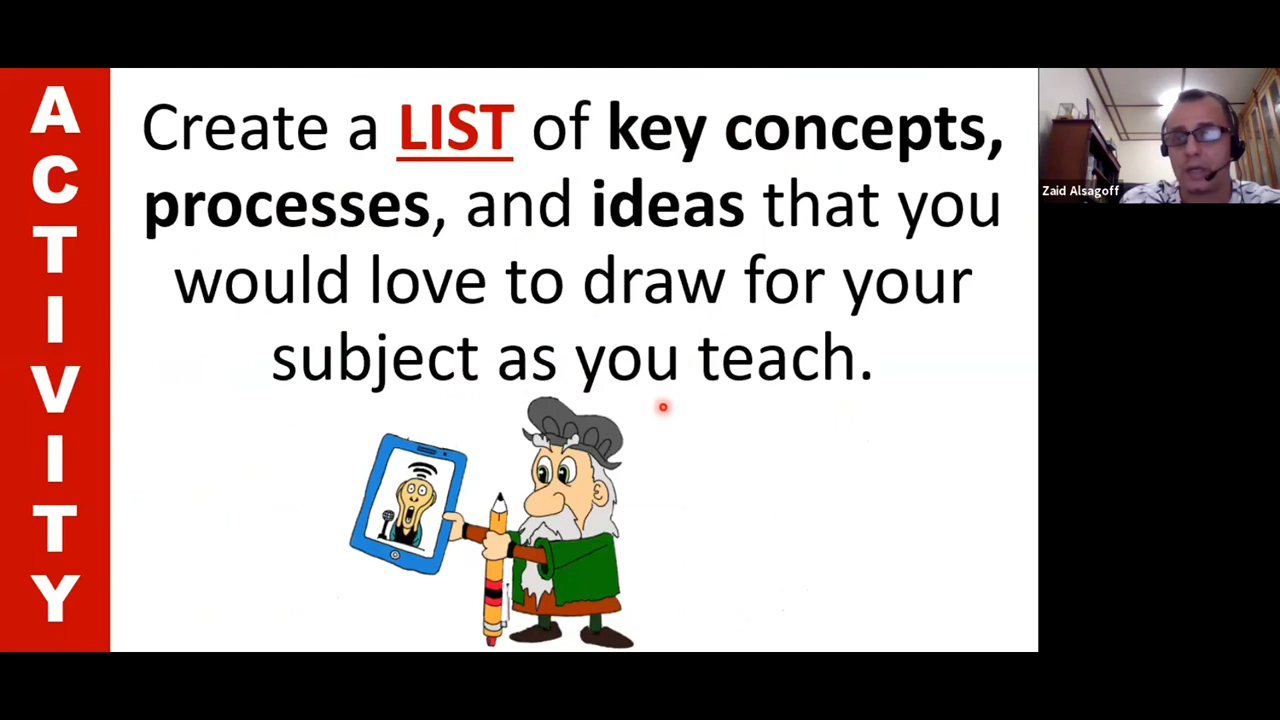 ACTIVITY
Create a LIST of key concepts,
processes, and ideas that you
would love to draw for your
subject as you teach.
Zaid Alsagoff